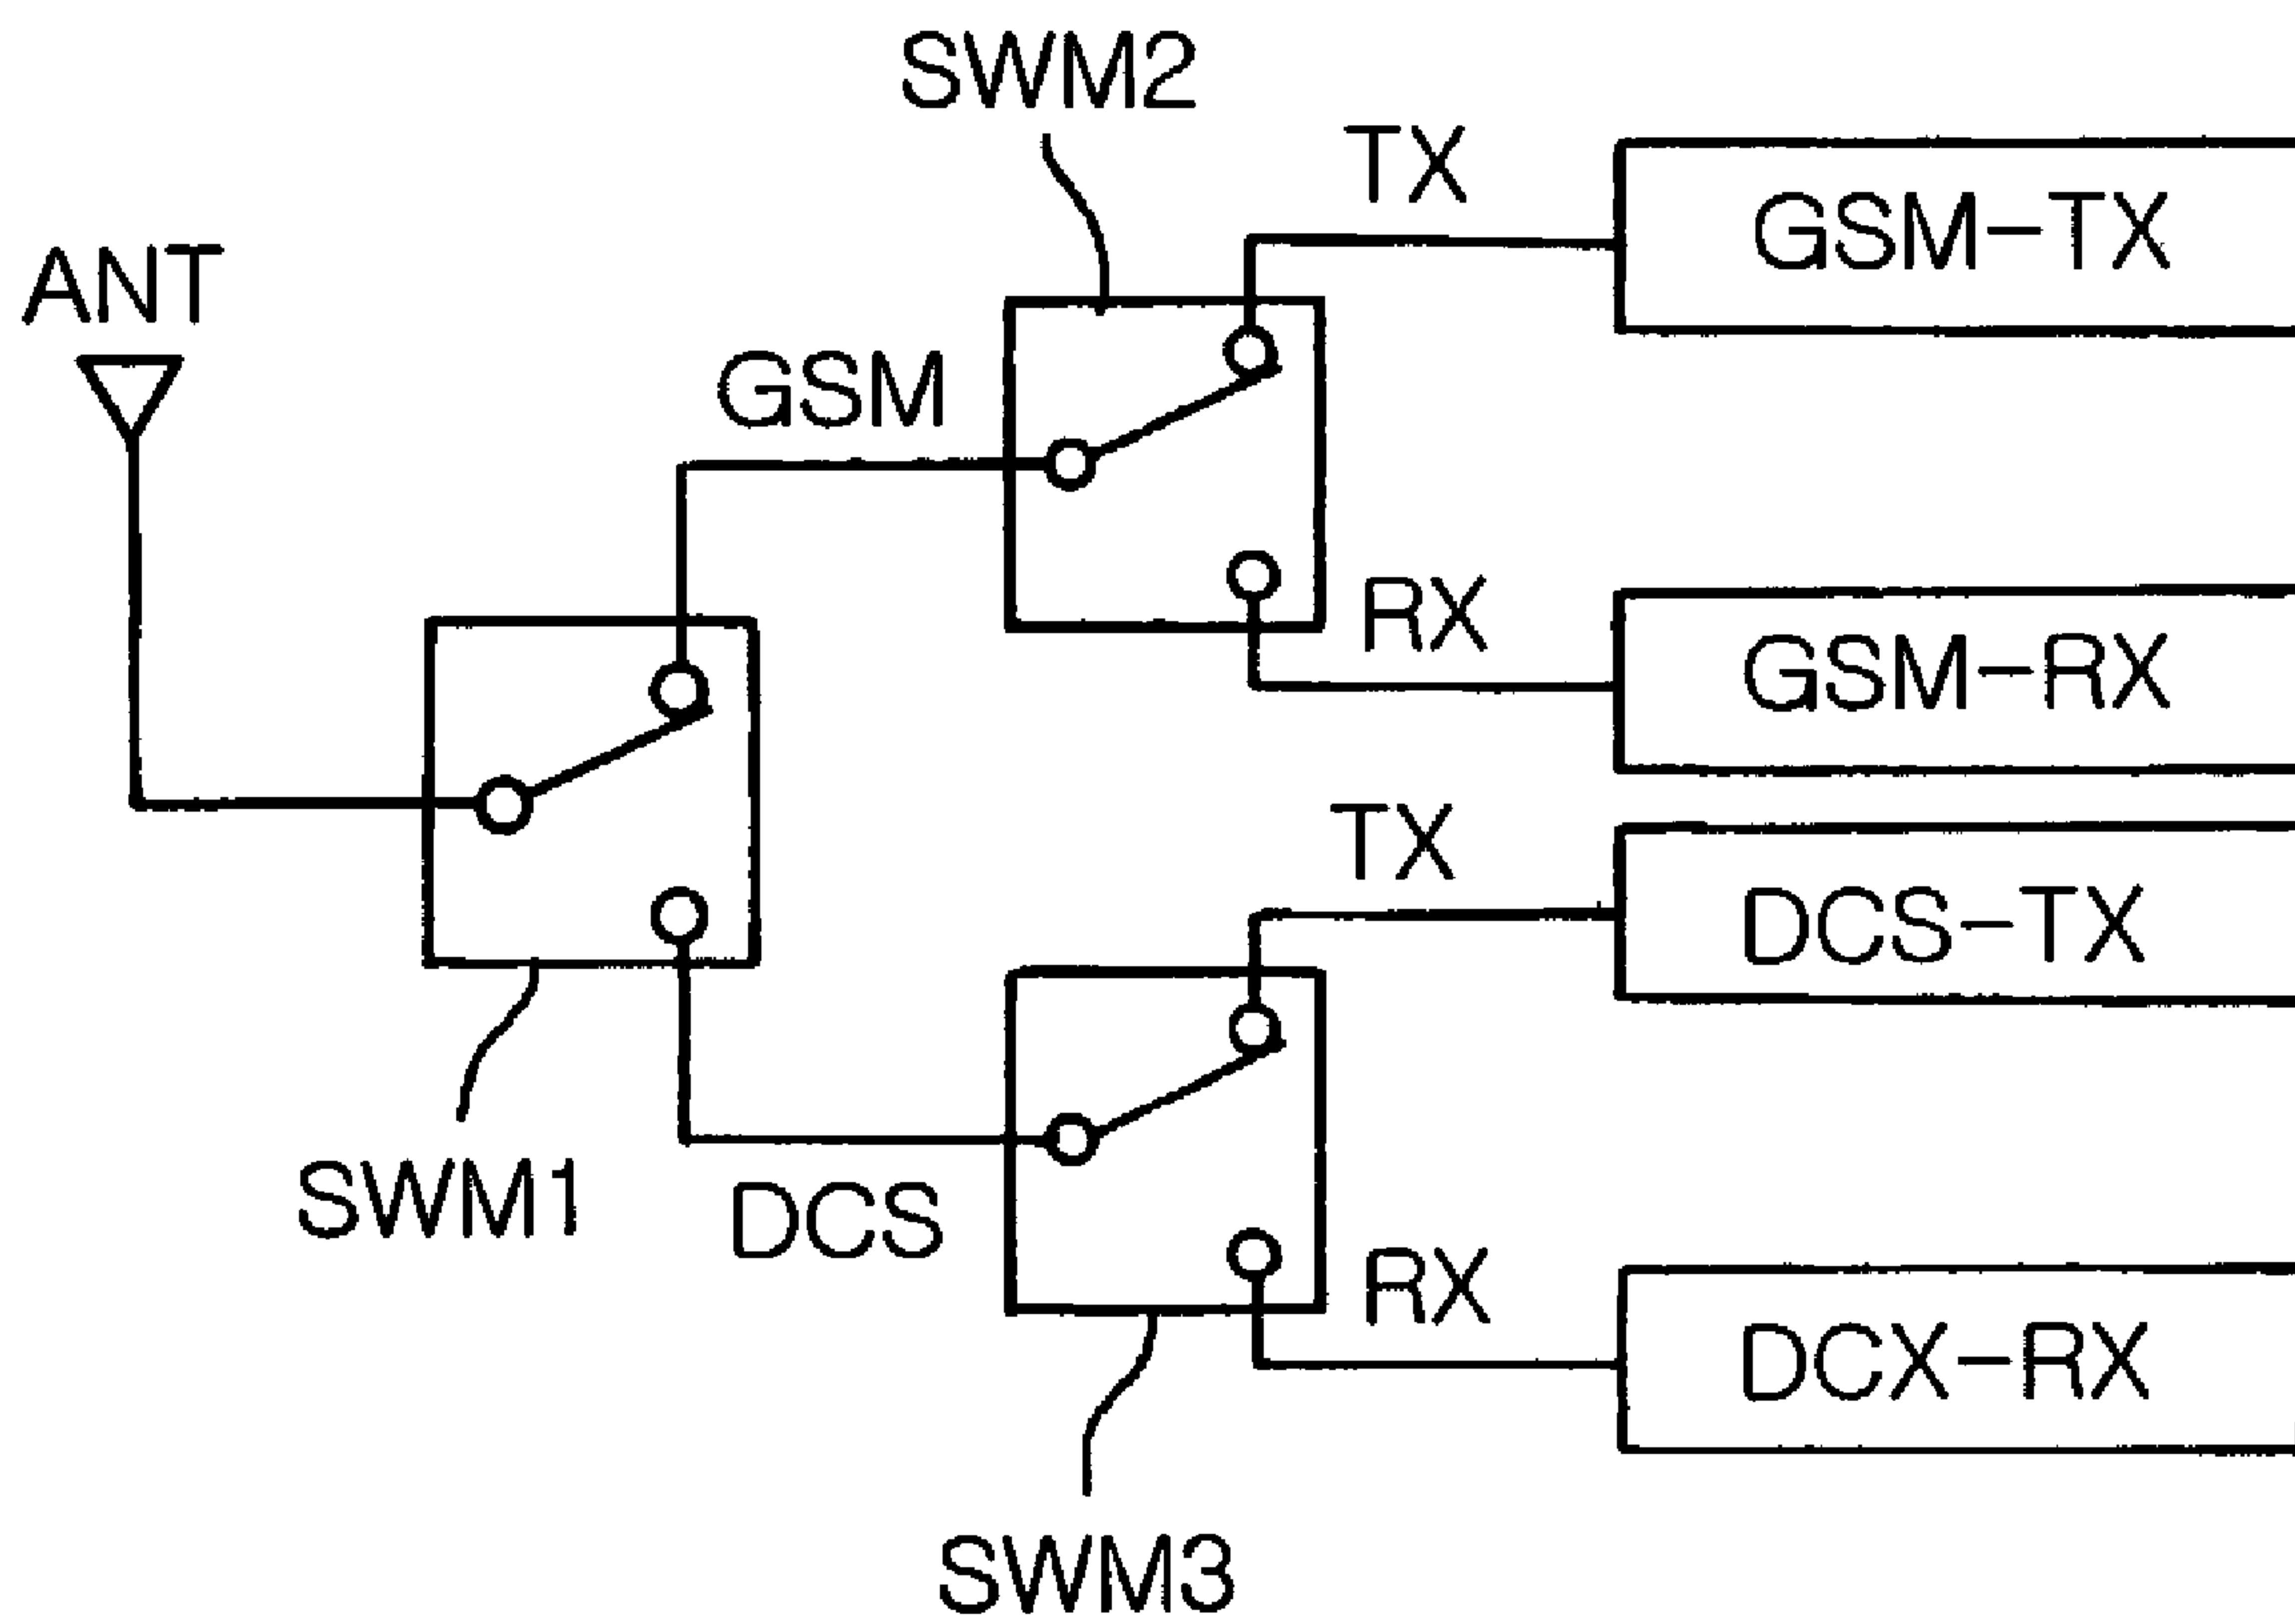 SWM2
TX
GSM-TX
ANT
GSM
RX
GSM-RX
TX
DCS-TX
SWM1
DCS
RX
DCX-RX
SWM3